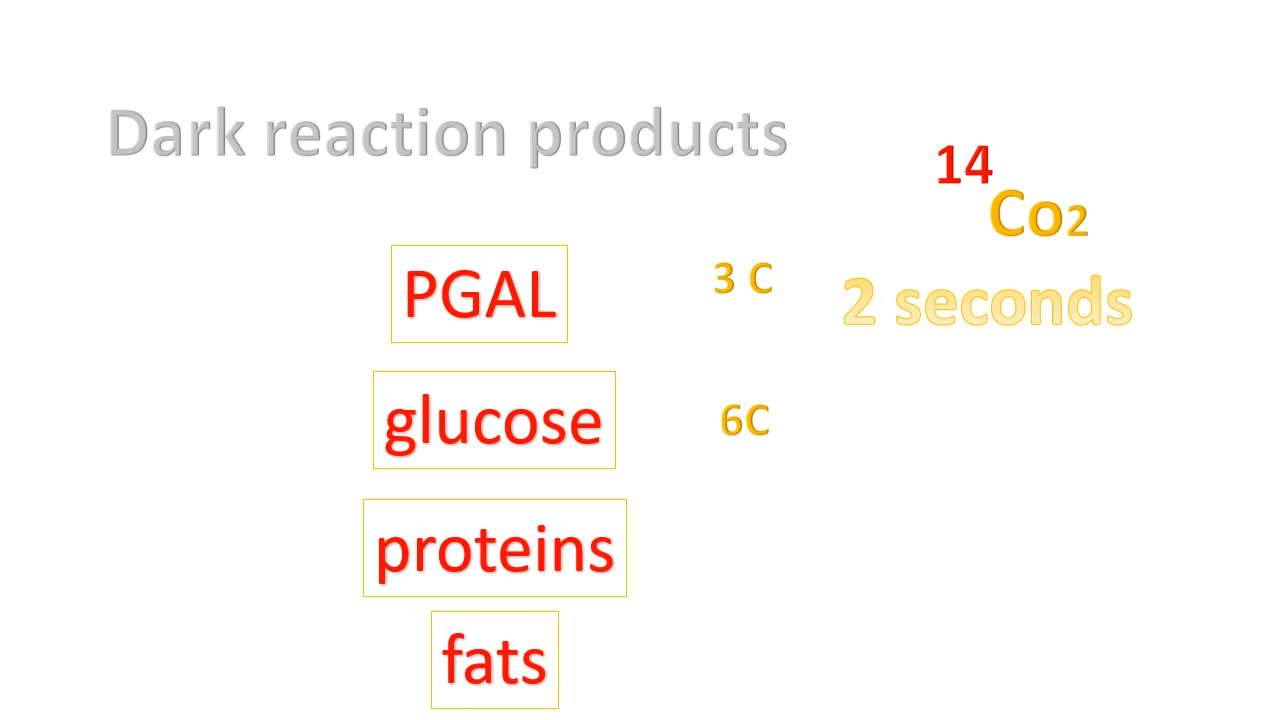 Dark reaction products
14
Co2
PGAL
3 C
2 seconds
glucose
6C
proteins
fats